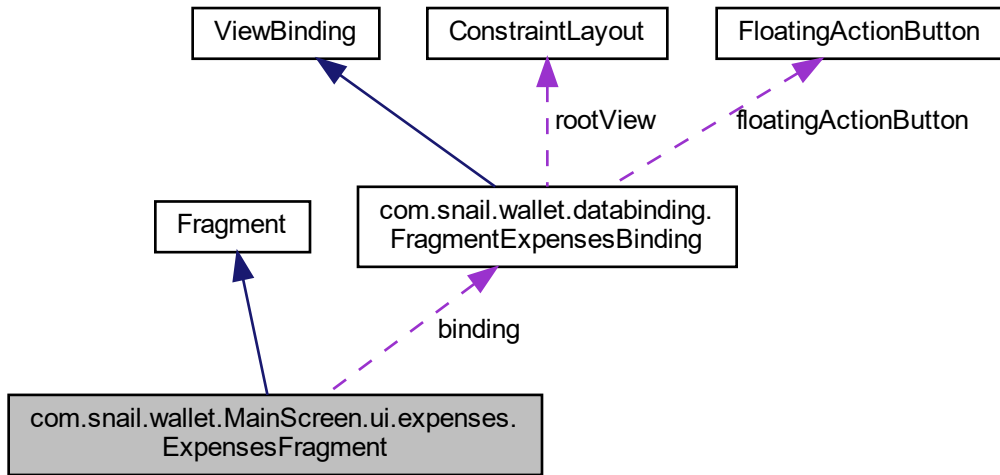 ViewBinding
ConstraintLayout
FloatingActionButton
rootView
floatingActionButton
Fragment
com.snail.wallet.databinding.
FragmentExpensesBinding
binding
com.snail.wallet.MainScreen.ui.expenses.
ExpensesFragment